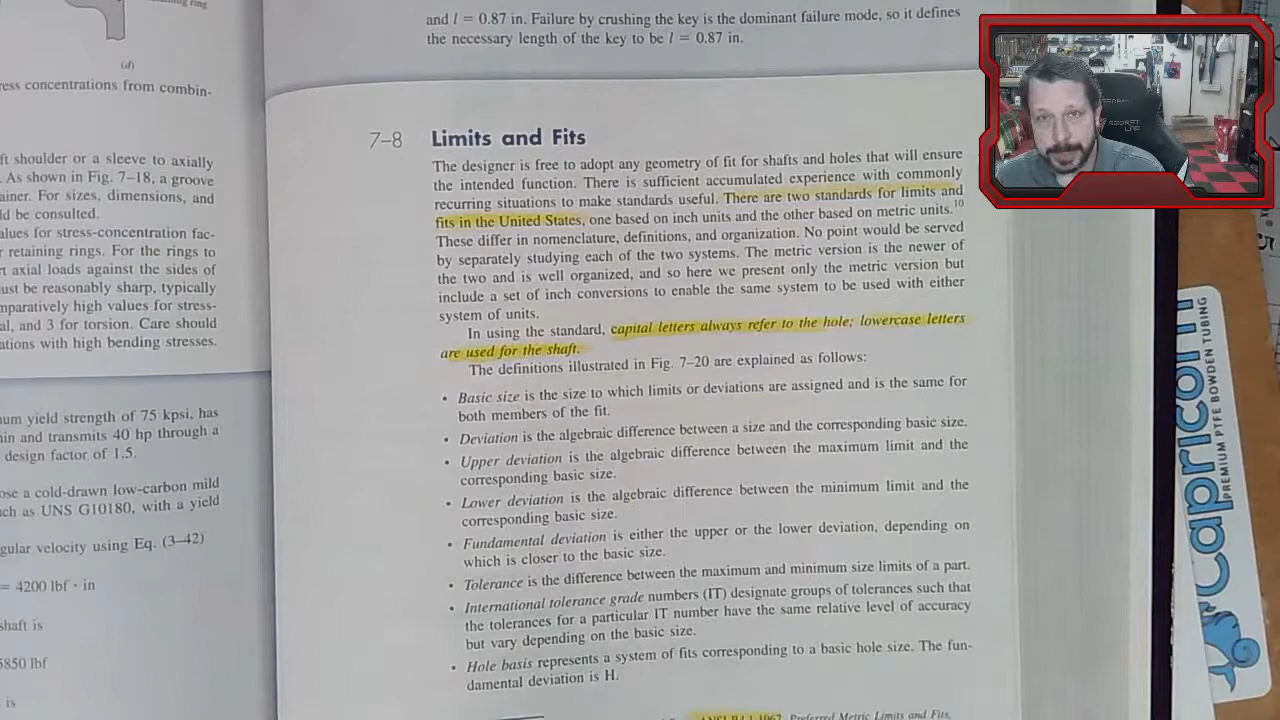 ning ring
(d)
ress concentrations from combin-
ft shoulder or a sleeve to axially
. As shown in Fig. 7–18, a groove
ainer. For sizes, dimensions, and
ld be consulted.
alues for stress-concentration fac-
r retaining rings. For the rings to
rt axial loads against the sides of
ust be reasonably sharp, typically
mparatively high values for stress-
al, and 3 for torsion. Care should
ations with high bending stresses.
um yield strength of 75 kpsi, has
in and transmits 40 hp through a
design factor of 1.5.
ose a cold-drawn low-carbon mild
uch as UNS G10180, with a yield
gular velocity using Eq. (3–42)
= 4200 lbf · in
shaft is
5850 lbf
is
and l = 0.87 in. Failure by crushing the key is the dominant failure mode, so it defines
the necessary length of the key to be l = 0.87 in.
7–8 Limits and Fits
The designer is free to adopt any geometry of fit for shafts and holes that will ensure
the intended function. There is sufficient accumulated experience with commonly
recurring situations to make standards useful. There are two standards for limits and
fits in the United States, one based on inch units and the other based on metric units.10
These differ in nomenclature, definitions, and organization. No point would be served
by separately studying each of the two systems. The metric version is the newer of
the two and is well organized, and so here we present only the metric version but
include a set of inch conversions to enable the same system to be used with either
system of units.
In using the standard, capital letters always refer to the hole; lowercase letters
are used for the shaft.
The definitions illustrated in Fig. 7–20 are explained as follows:
• Basic size is the size to which limits or deviations are assigned and is the same for
both members of the fit.
• Deviation is the algebraic difference between a size and the corresponding basic size.
• Upper deviation is the algebraic difference between the maximum limit and the
corresponding basic size.
• Lower deviation is the algebraic difference between the minimum limit and the
corresponding basic size.
• Fundamental deviation is either the upper or the lower deviation, depending on
which is closer to the basic size.
• Tolerance is the difference between the maximum and minimum size limits of a part.
• International tolerance grade numbers (IT) designate groups of tolerances such that
the tolerances for a particular IT number have the same relative level of accuracy
but vary depending on the basic size.
• Hole basis represents a system of fits corresponding to a basic hole size. The fun-
damental deviation is H.
Preferred Metric Limits and Fits,
SECRET
LAB
Capricorn
PREMIUM PTFE BOWDEN TUBING